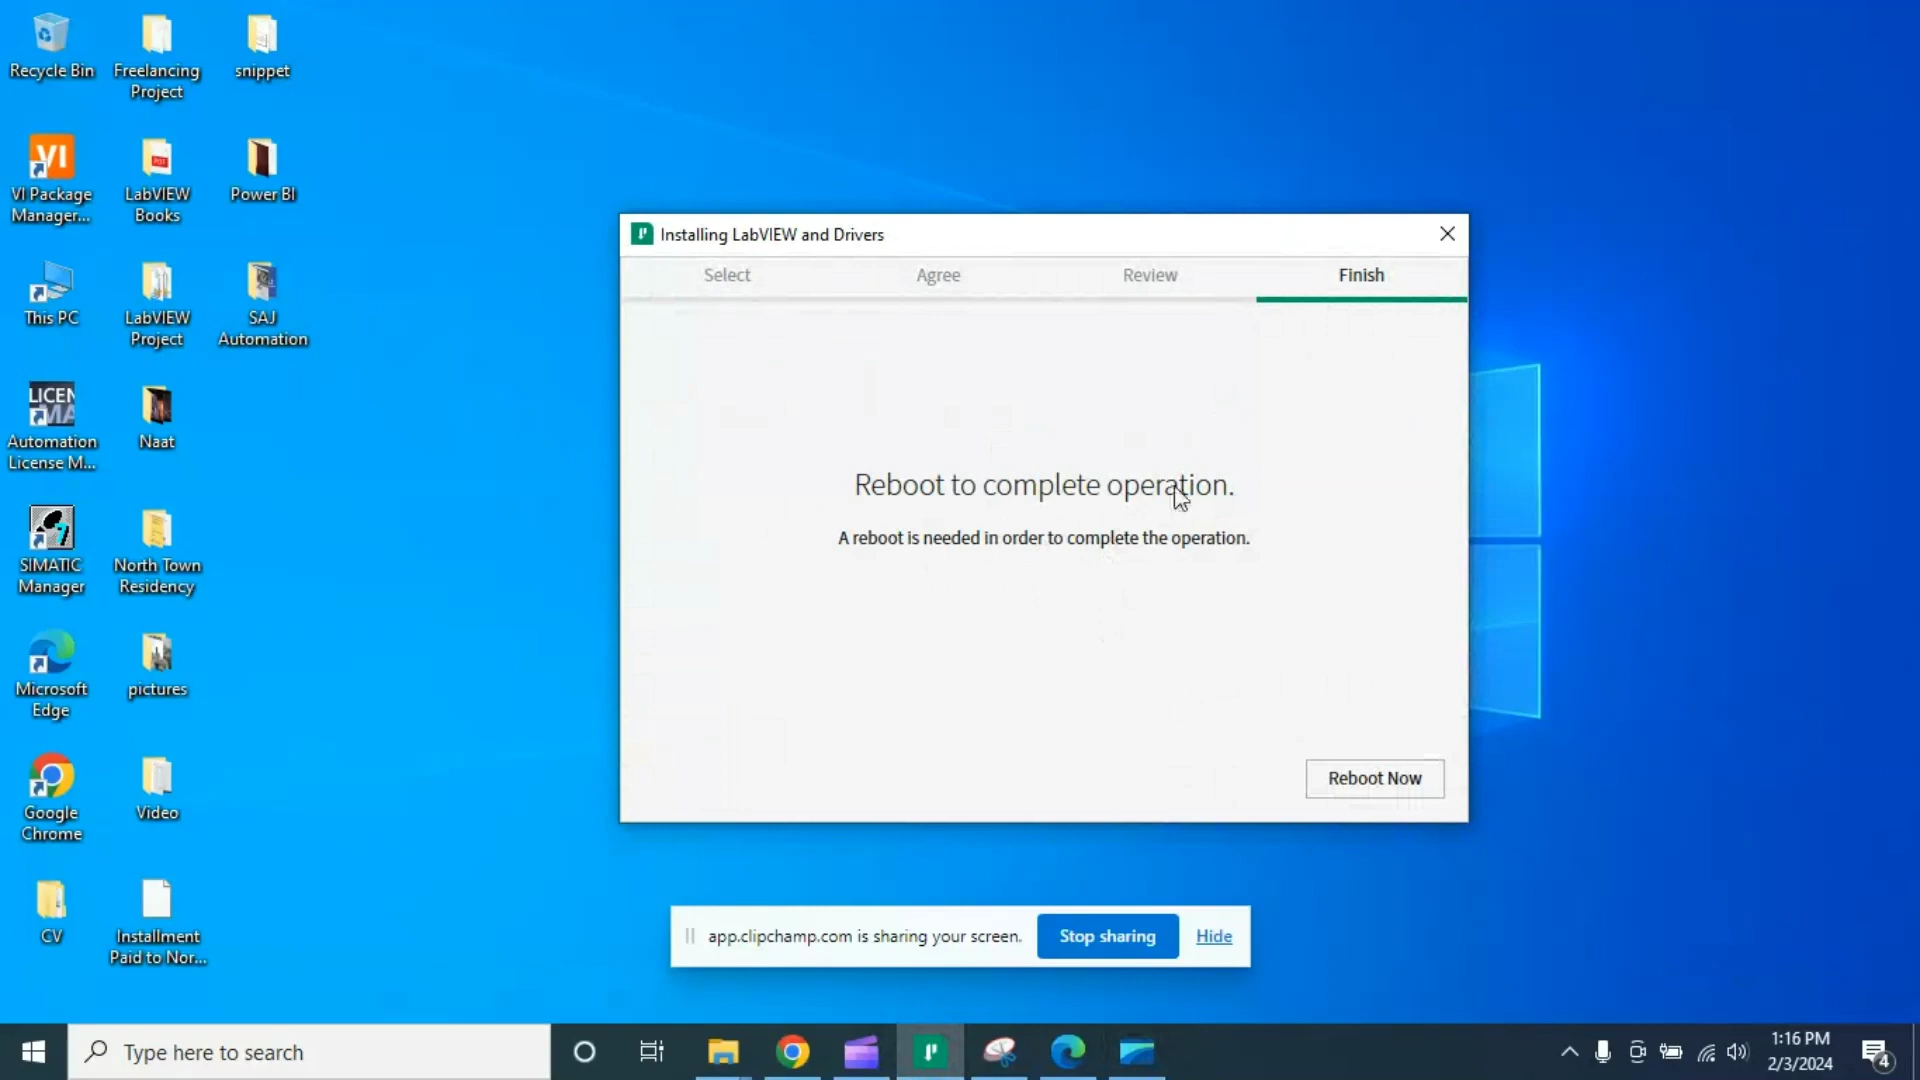 Recycle Bin
Freelancing
Project
snippet
VI
VI Package
Manager...
LabVIEW
Books
Power BI
This PC
LabVIEW
Project
SAJ
Automation
LICEN
MA
Automation
License M...
Naat
SIMATIC
Manager
North Town
Residency
Microsoft
Edge
pictures
Google
Chrome
Video
CV
Installment
Paid to Nor...
Installing LabVIEW and Drivers
Select
Agree
Review
Finish
Reboot to complete operation.
A reboot is needed in order to complete the operation.
Reboot Now
app.clipchamp.com is sharing your screen.
Stop sharing
Hide
Type here to search
1:16 PM
2/3/2024
4